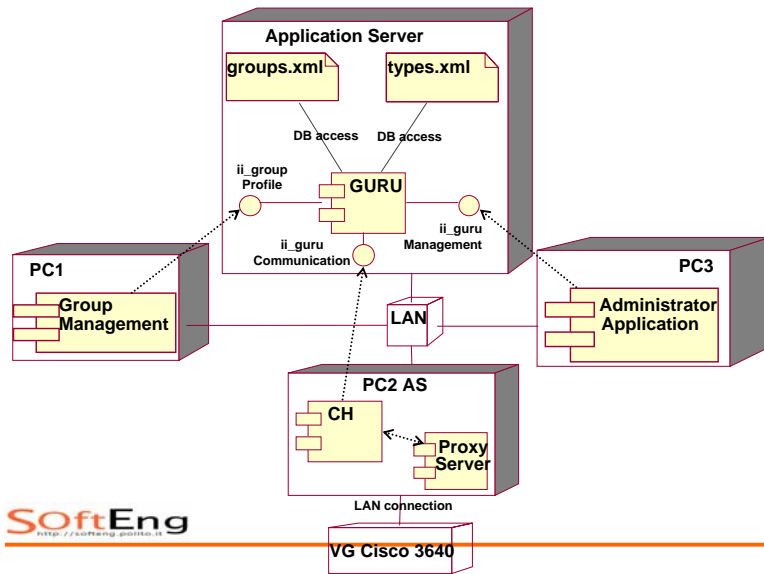 Application Server
groups.xml
types.xml
DB access
DB access
ii_group
Profile
GURU
ii_guru
Management
ii_guru
Communication
PC1
Group
Management
PC3
Administrator
Application
LAN
PC2 AS
CH
Proxy
Server
LAN connection
SOftEng
http://softeng.polito.it
VG Cisco 3640